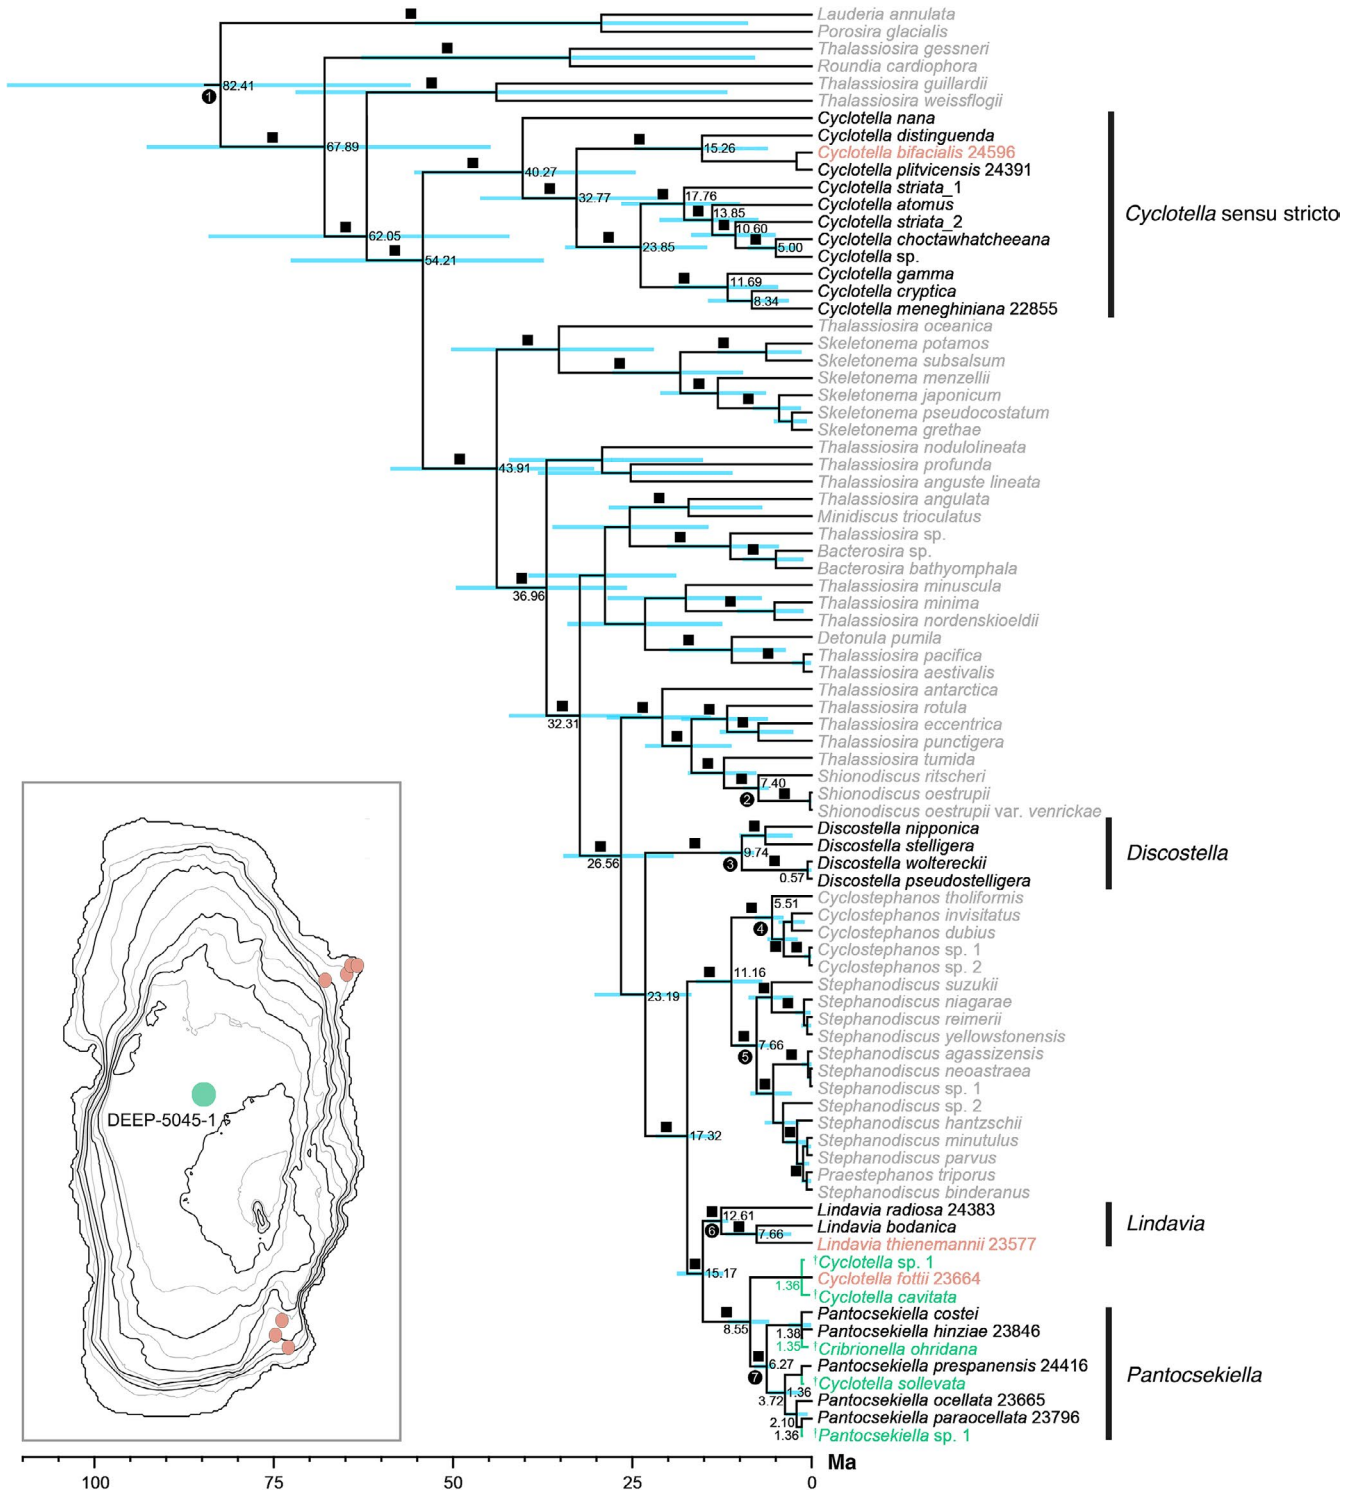 Lauderia annulata
Porosira glacialis
Thalassiosira gessneri
Roundia cardiophora
Thalassiosira guillardii
82.41
1
Thalassiosira weissflogii
Cyclotella nana
Cyclotella distinguenda
67.89
15.26
Cyclotella bifacialis 24596
Cyclotella plitvicensis 24391
40.27
Cyclotella striata_1
32.77
17.76
Cyclotella atomus
13.85
Cyclotella sensu stricto
Cyclotella striata_2
62.05
10.60
Cyclotella choctawhatcheeana
23.85
5.00
Cyclotella sp.
54.21
Cyclotella gamma
11.69
Cyclotella cryptica
8.34
Cyclotella meneghiniana 22855
Thalassiosira oceanica
Skeletonema potamos
Skeletonema subsalsum
Skeletonema menzellii
Skeletonema japonicum
Skeletonema pseudocostatum
Skeletonema grethae
Thalassiosira nodulolineata
43.91
Thalassiosira profunda
Thalassiosira anguste lineata
Thalassiosira angulata
Minidiscus trioculatus
Thalassiosira sp.
Bacterosira sp.
Bacterosira bathyomphala
Thalassiosira minuscula
36.96
Thalassiosira minima
Thalassiosira nordenskioeldii
Detonula pumila
Thalassiosira pacifica
Thalassiosira aestivalis
Thalassiosira antarctica
Thalassiosira rotula
32.31
Thalassiosira eccentrica
Thalassiosira punctigera
Thalassiosira tumida
Shionodiscus ritscheri
7.40
2
Shionodiscus oestrupii
Shionodiscus oestrupii var. venrickae
Discostella nipponica
Discostella stelligera
9.74
Discostella
26.56
3
Discostella woltereckii
0.57
Discostella pseudostelligera
Cyclostephanos tholiformis
5.51
Cyclostephanos invisitatus
4
Cyclostephanos dubius
Cyclostephanos sp. 1
Cyclostephanos sp. 2
11.16
Stephanodiscus suzukii
23.19
Stephanodiscus niagarae
Stephanodiscus reimerii
Stephanodiscus yellowstonensis
7.66
5
Stephanodiscus agassizensis
Stephanodiscus neoastraea
Stephanodiscus sp. 1
Stephanodiscus sp. 2
DEEP-5045-1
Stephanodiscus hantzschii
17.32
Stephanodiscus minutulus
Stephanodiscus parvus
Praestephanos triporus
Stephanodiscus binderanus
Lindavia radiosa 24383
12.61
6
Lindavia bodanica
Lindavia
7.66
Lindavia thienemannii 23577
†Cyclotella sp. 1
15.17
Cyclotella fottii 23664
1.36
†Cyclotella cavitata
Pantocsekiella costei
8.55
1.38
Pantocsekiella hinziae 23846
1.35
†Cribrionella ohridana
6.27
Pantocsekiella prespanensis 24416
7
Pantocsekiella
†Cyclotella sollevata
1.36
3.72
Pantocsekiella ocellata 23665
2.10
Pantocsekiella paraocellata 23796
1.36
†Pantocsekiella sp. 1
Ma
100
75
50
25
0